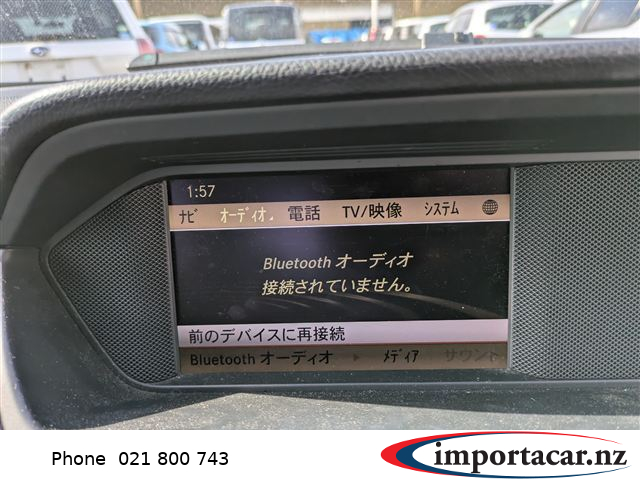 1:57
ナビ オーディオ 電話 TV/映像 システム
Bluetooth オーディオ
接続されていません。
前のデバイスに再接続
Bluetooth オーディオ メディア サウンド
Phone 021 800 743
importacar.nz